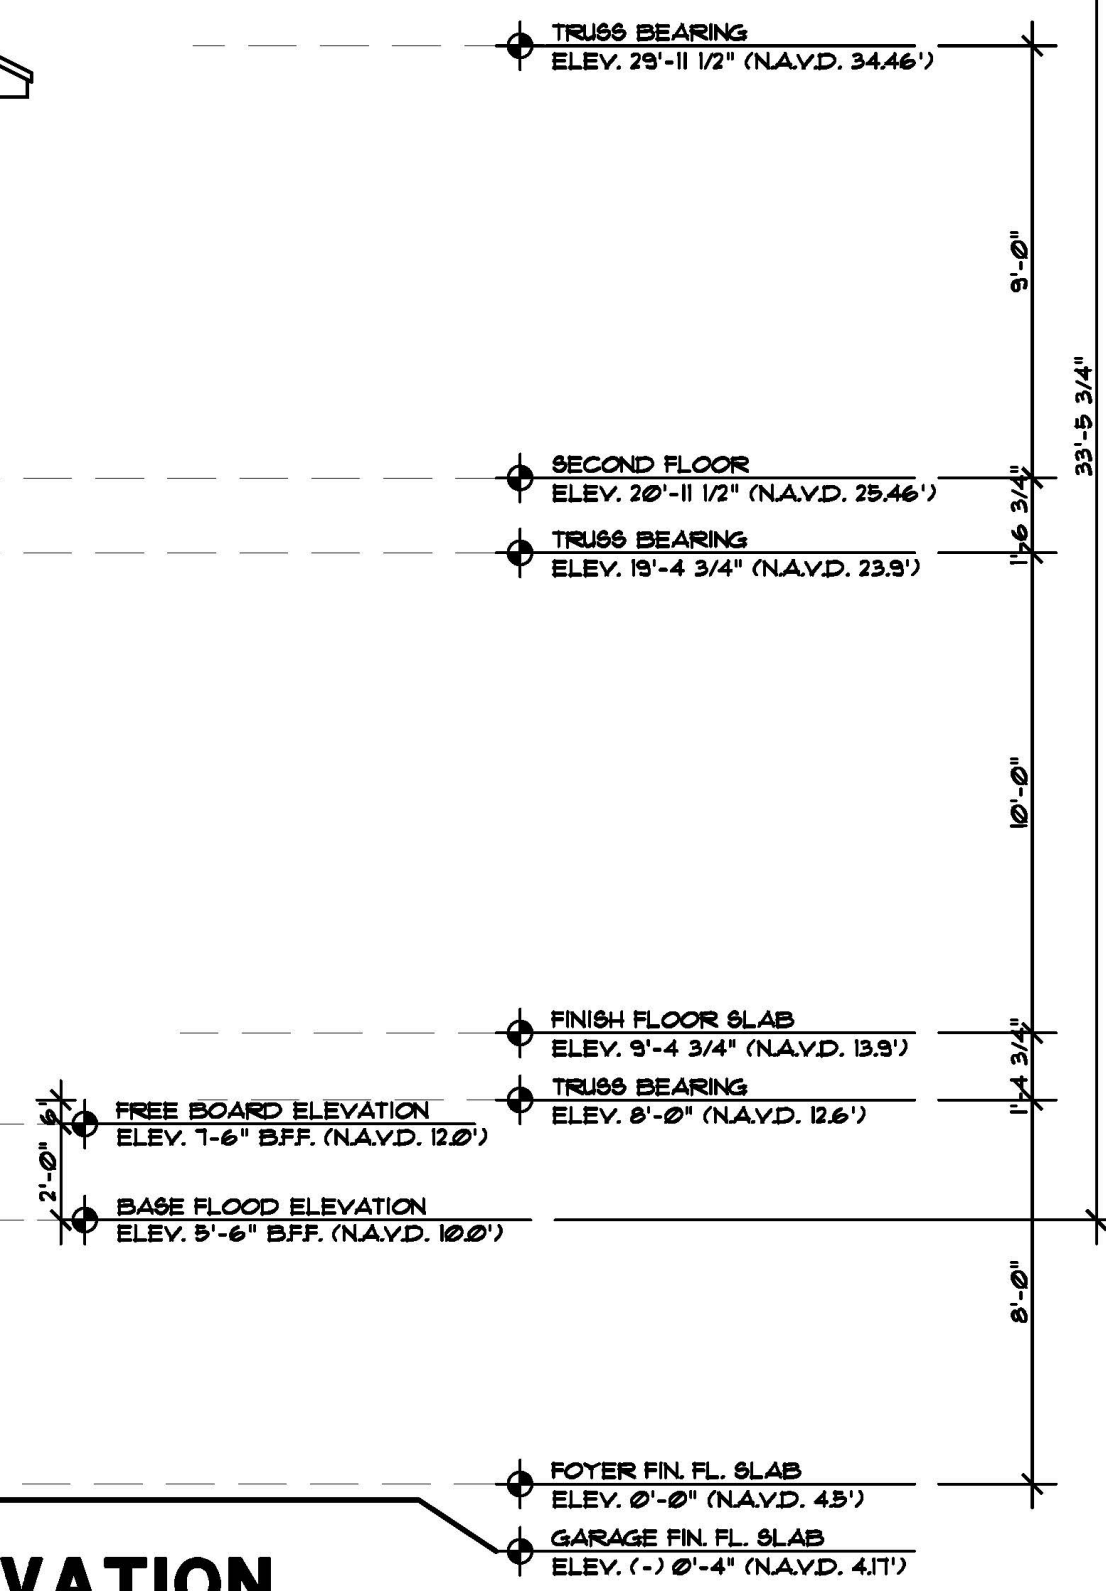 TRUSS BEARING
ELEV. 29'-11 1/2" (N.A.V.D. 34.46')
9'-0"
33'-5 3/4"
SECOND FLOOR
ELEV. 20'-11 1/2" (N.A.V.D. 25.46')
1'-6 3/4"
TRUSS BEARING
ELEV. 19'-4 3/4" (N.A.V.D. 23.9')
10'-0"
FINISH FLOOR SLAB
ELEV. 9'-4 3/4" (N.A.V.D. 13.9')
1'-4 3/4"
TRUSS BEARING
ELEV. 8'-0" (N.A.V.D. 12.6')
6"
FREE BOARD ELEVATION
ELEV. 7-6" B.F.F. (N.A.V.D. 12.0')
2'-0"
BASE FLOOD ELEVATION
ELEV. 5'-6" B.F.F. (N.A.V.D. 10.0')
8'-0"
FOYER FIN. FL. SLAB
ELEV. 0'-0" (N.A.V.D. 4.5')
GARAGE FIN. FL. SLAB
ELEV. (-) 0'-4" (N.A.V.D. 4.17')
VATION